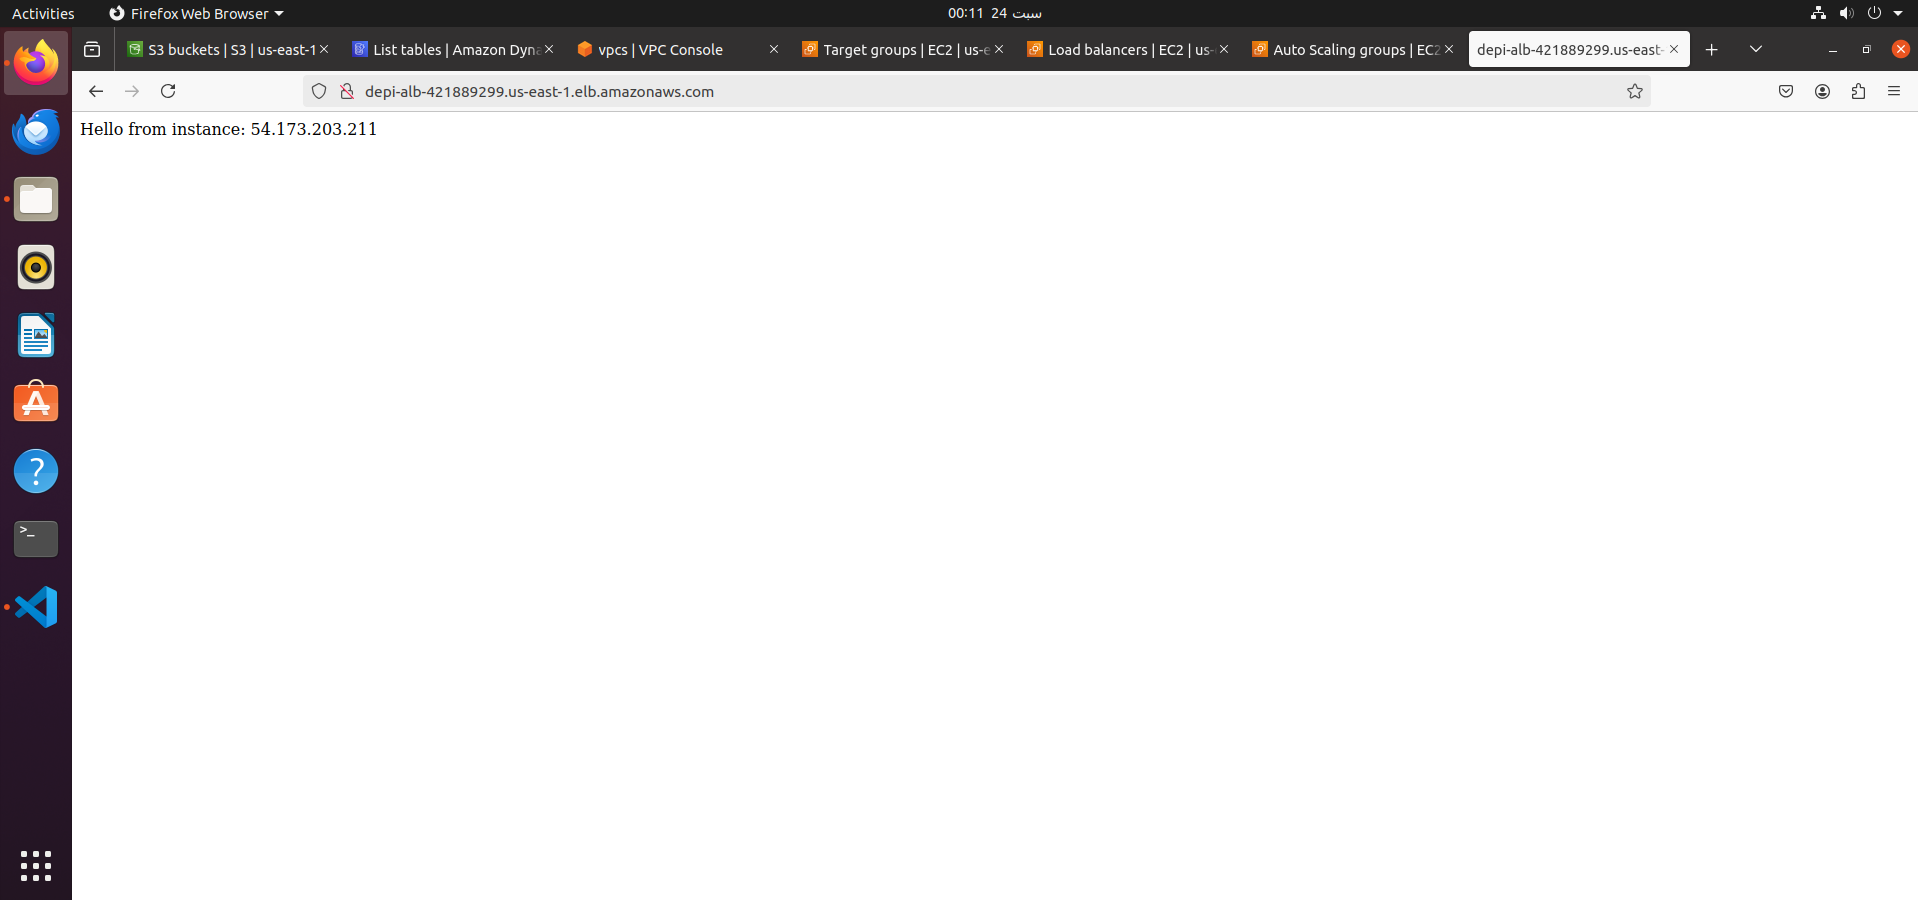 Activities
Firefox Web Browser
00:11 24 سبت
S3 buckets | S3 | us-east-1
List tables | Amazon Dyna
vpcs | VPC Console
Target groups | EC2 | us-e
Load balancers | EC2 | us-
Auto Scaling groups | EC2
depi-alb-421889299.us-east-
depi-alb-421889299.us-east-1.elb.amazonaws.com
Hello from instance: 54.173.203.211